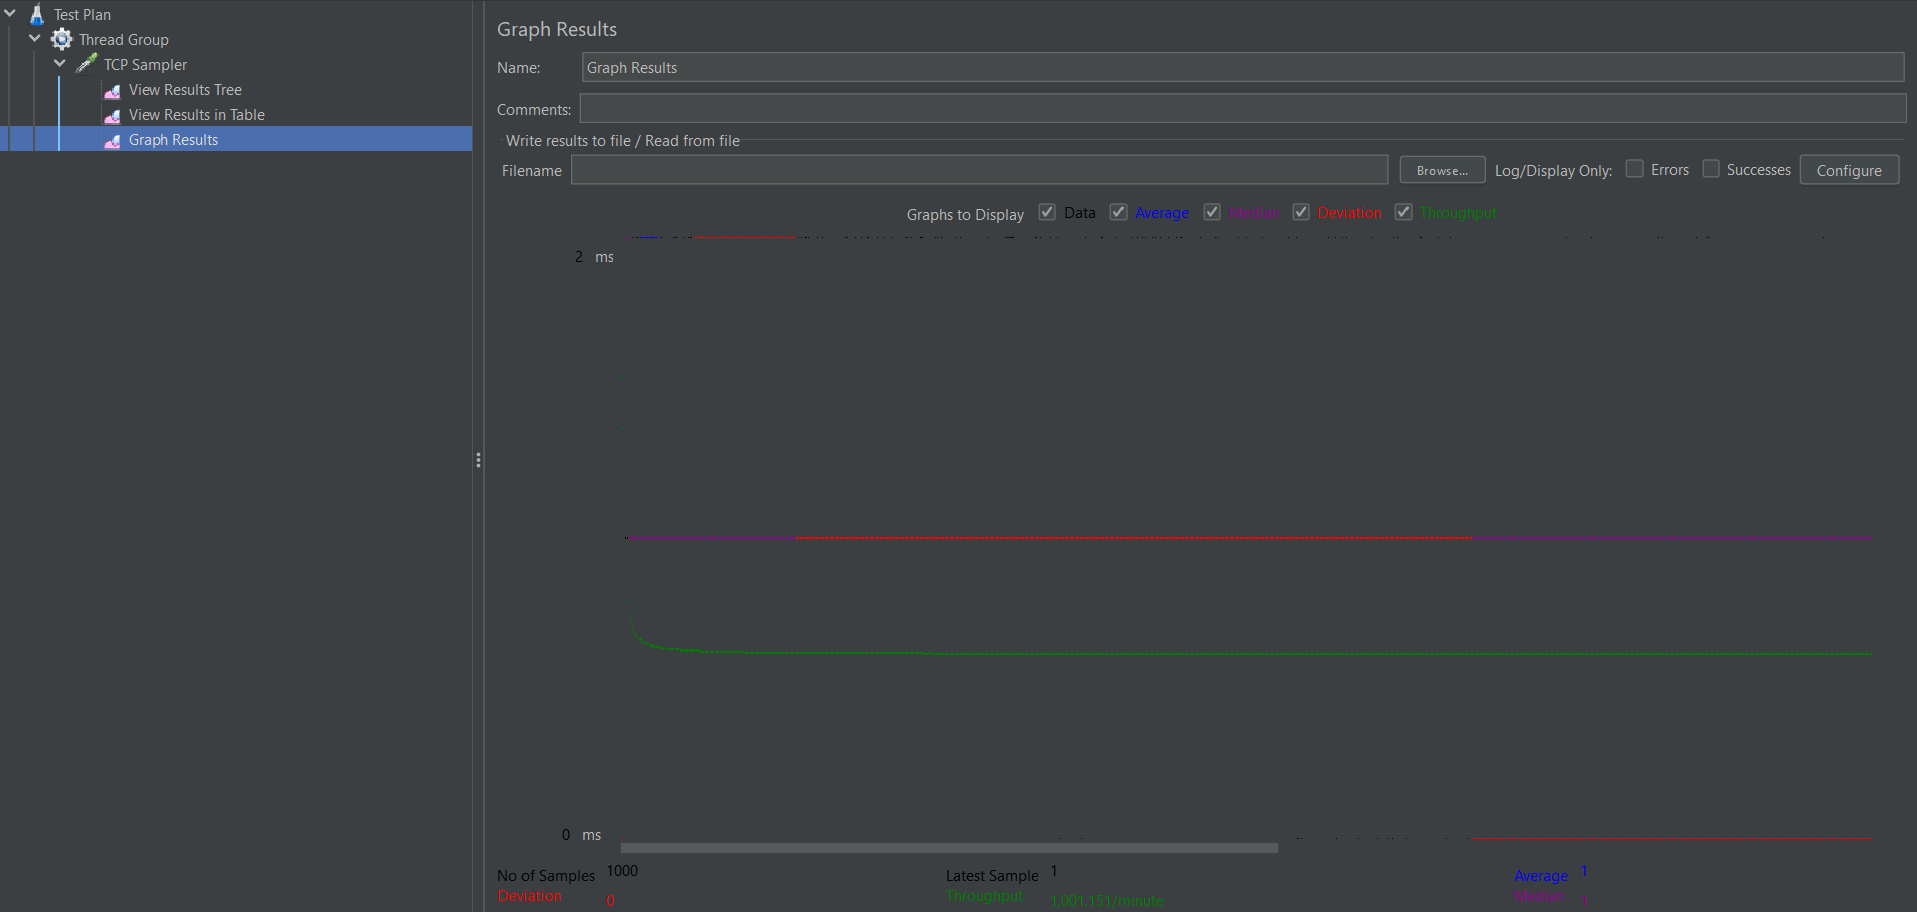 Test Plan
Thread Group
TCP Sampler
View Results Tree
View Results in Table
Graph Results
Graph Results
Name: Graph Results
Comments:
Write results to file / Read from file
Filename Browse... Log/Display Only: Errors Successes Configure
Graphs to Display Data Average Median Deviation Throughput
2 ms
0 ms
No of Samples 1000 Latest Sample 1 Average 1
Deviation 0 Throughput 1,001.151/minute Median 1